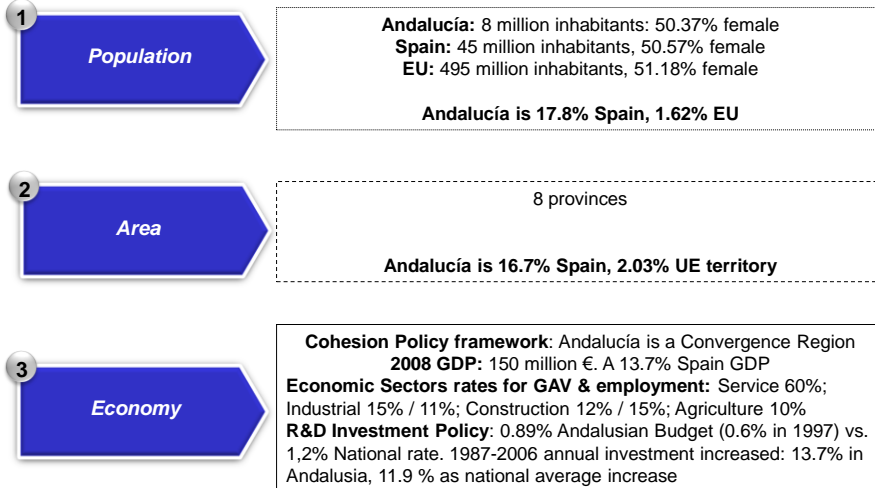 1
Population
Andalucía: 8 million inhabitants: 50.37% female
Spain: 45 million inhabitants, 50.57% female
EU: 495 million inhabitants, 51.18% female
Andalucía is 17.8% Spain, 1.62% EU
2
Area
8 provinces
Andalucía is 16.7% Spain, 2.03% UE territory
3
Economy
Cohesion Policy framework: Andalucía is a Convergence Region
2008 GDP: 150 million €. A 13.7% Spain GDP
Economic Sectors rates for GAV & employment: Service 60%;
Industrial 15% / 11%; Construction 12% / 15%; Agriculture 10%
R&D Investment Policy: 0.89% Andalusian Budget (0.6% in 1997) vs.
1,2% National rate. 1987-2006 annual investment increased: 13.7% in
Andalusia, 11.9 % as national average increase